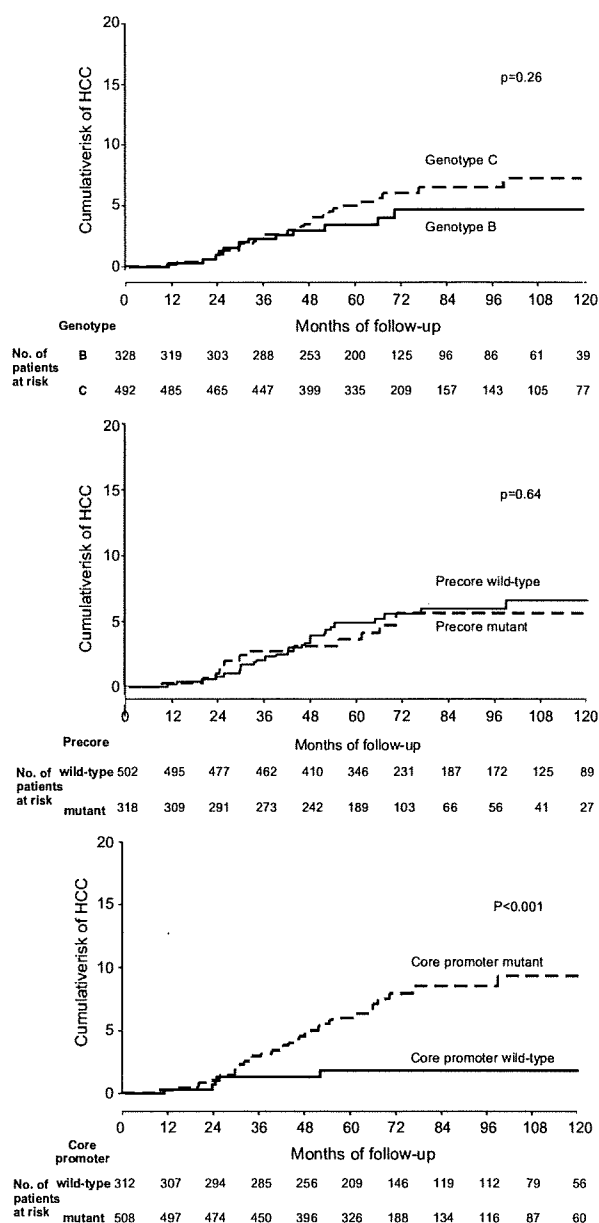 20
p=0.26
15
Cumulativerisk of HCC
10
Genotype C
5
Genotype B
0
0 12 24 36 48 60 72 84 96 108 120
Genotype
Months of follow-up
No. of patients at risk
B 328 319 303 288 253 200 125 96 86 61 39
C 492 485 465 447 399 335 209 157 143 105 77
20
p=0.64
15
Cumulativerisk of HCC
10
Precore wild-type
5
Precore mutant
0
0 12 24 36 48 60 72 84 96 108 120
Precore
Months of follow-up
No. of patients at risk
wild-type 502 495 477 462 410 346 231 187 172 125 89
mutant 318 309 291 273 242 189 103 66 56 41 27
20
P<0.001
15
Cumulativerisk of HCC
10
Core promoter mutant
5
Core promoter wild-type
0
0 12 24 36 48 60 72 84 96 108 120
Core promoter
Months of follow-up
No. of patients at risk
wild-type 312 307 294 285 256 209 146 119 112 79 56
mutant 508 497 474 450 396 326 188 134 116 87 60